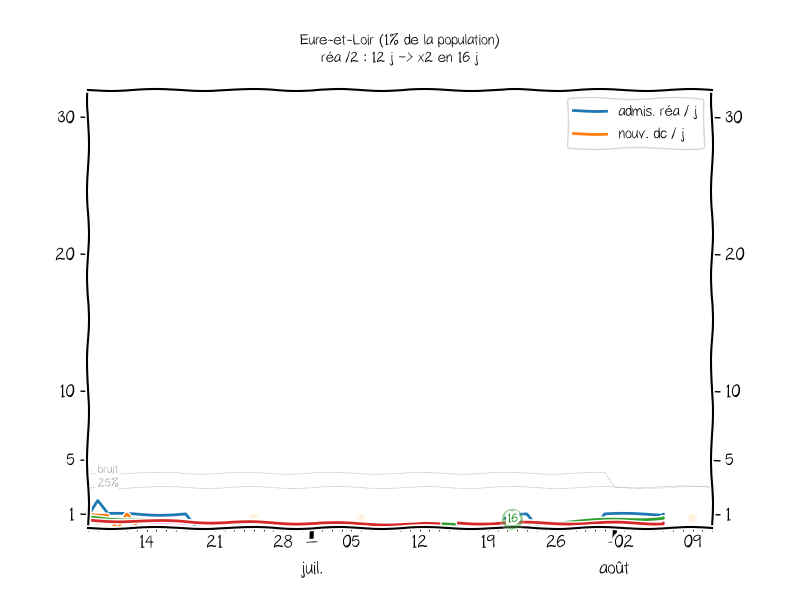 Eure-et-Loir (1% de la population)
réa /2 : 12 j -> x2 en 16 j
admis. réa / j
nouv. dc / j
30
30
20
20
10
10
5
5
bruit
25%
1
1
16
14 21 28 05 12 19 26 02 09
juil. août